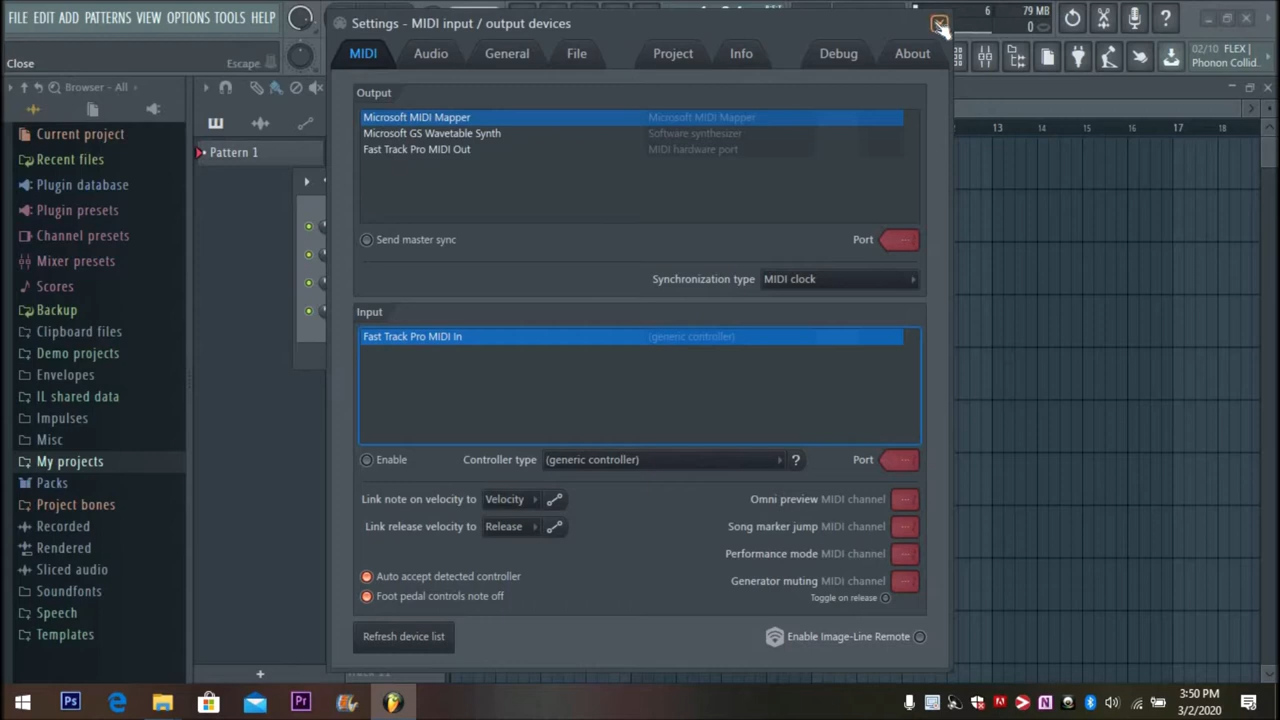 FILE EDIT ADD PATTERNS VIEW OPTIONS TOOLS HELP
Close
Escape
Settings - MIDI input / output devices
6
79 MB
0
MIDI
Audio
General
File
Project
Info
Debug
About
02/10 FLEX |
Phonon Collid..
Browser - All
Current project
Recent files
Plugin database
Plugin presets
Channel presets
Mixer presets
Scores
Backup
Clipboard files
Demo projects
Envelopes
IL shared data
Impulses
Misc
My projects
Packs
Project bones
Recorded
Rendered
Sliced audio
Soundfonts
Speech
Templates
Pattern 1
Output
Microsoft MIDI Mapper Microsoft MIDI Mapper
Microsoft GS Wavetable Synth Software synthesizer
Fast Track Pro MIDI Out MIDI hardware port
Send master sync
Port
Synchronization type MIDI clock
Input
Fast Track Pro MIDI In (generic controller)
Enable
Controller type (generic controller) ?
Port
Link note on velocity to Velocity
Omni preview MIDI channel
Link release velocity to Release
Song marker jump MIDI channel
Performance mode MIDI channel
Auto accept detected controller
Generator muting MIDI channel
Foot pedal controls note off
Toggle on release
Refresh device list
Enable Image-Line Remote
13 14 15 16 17 18
3:50 PM
3/2/2020